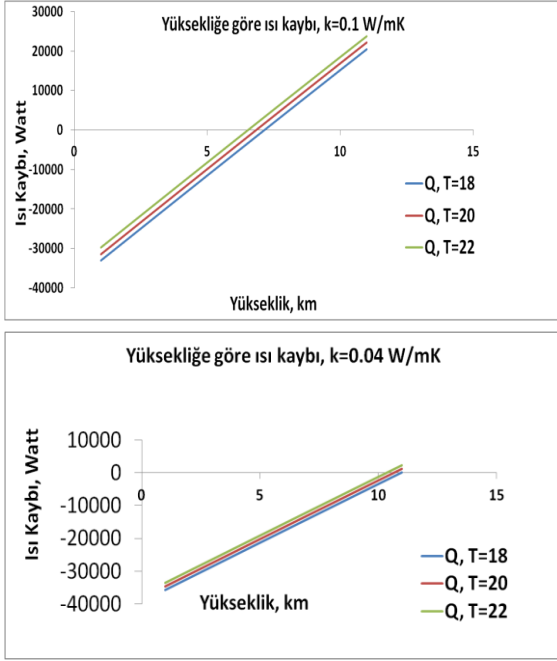 Yüksekliğe göre ısı kaybı, k=0.1 W/mK
30000
20000
10000
0
-10000
-20000
-30000
-40000
0
5
10
15
Isı Kaybı, Watt
Yükseklik, km
Q, T=18
Q, T=20
Q, T=22
Yüksekliğe göre ısı kaybı, k=0.04 W/mK
10000
0
-10000
-20000
-30000
-40000
0
5
10
15
Isı Kaybı, Watt
Yükseklik, km
Q, T=18
Q, T=20
Q, T=22